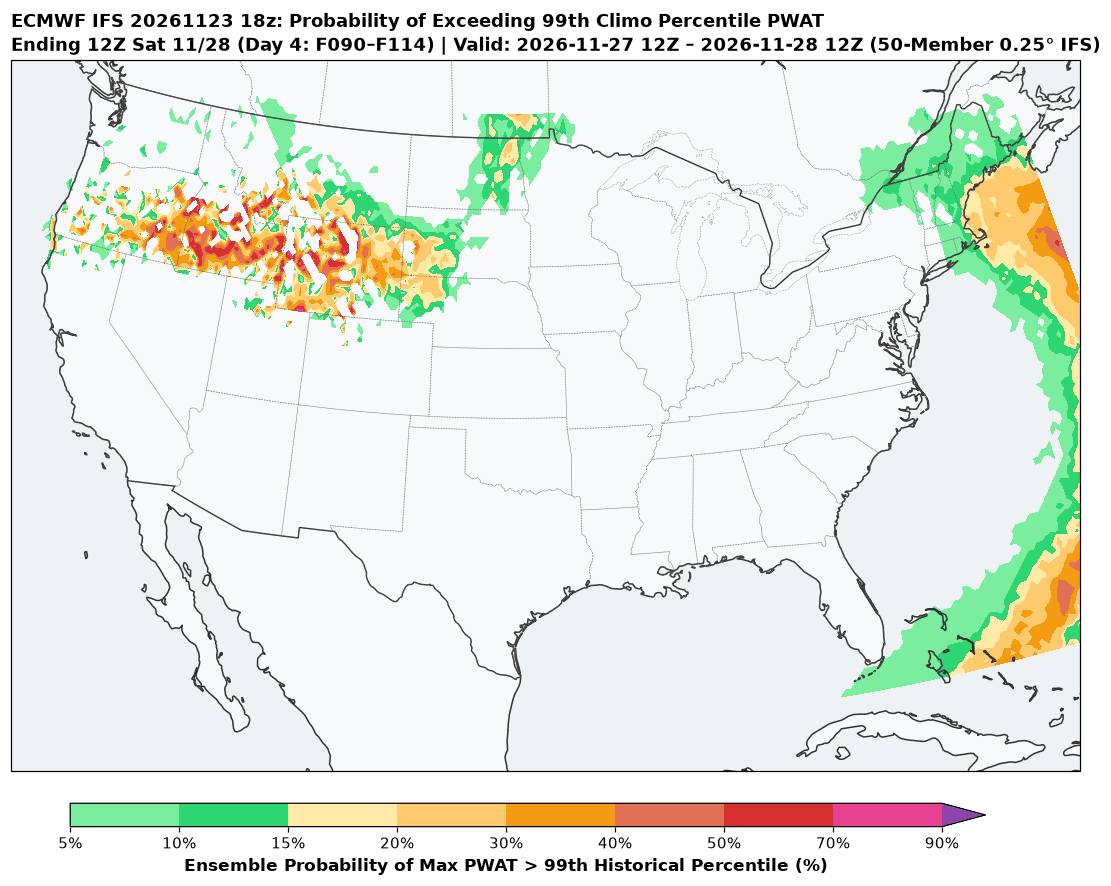 ECMWF IFS 20261123 18z: Probability of Exceeding 99th Climo Percentile PWAT
Ending 12Z Sat 11/28 (Day 4: F090–F114) | Valid: 2026-11-27 12Z – 2026-11-28 12Z (50-Member 0.25° IFS)
5% 10% 15% 20% 30% 40% 50% 70% 90%
Ensemble Probability of Max PWAT > 99th Historical Percentile (%)